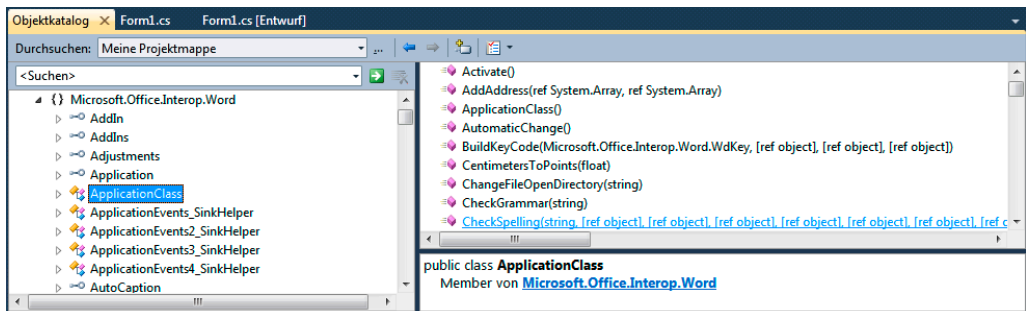 Objektkatalog Form1.cs Form1.cs [Entwurf]
Durchsuchen: Meine Projektmappe ...
<Suchen>
{} Microsoft.Office.Interop.Word
AddIn
AddIns
Adjustments
Application
ApplicationClass
ApplicationEvents_SinkHelper
ApplicationEvents2_SinkHelper
ApplicationEvents3_SinkHelper
ApplicationEvents4_SinkHelper
AutoCaption
Activate()
AddAddress(ref System.Array, ref System.Array)
ApplicationClass()
AutomaticChange()
BuildKeyCode(Microsoft.Office.Interop.Word.WdKey, [ref object], [ref object], [ref object])
CentimetersToPoints(float)
ChangeFileOpenDirectory(string)
CheckGrammar(string)
CheckSpelling(string, [ref object], [ref object], [ref object], [ref object], [ref object], [ref object], [ref c
public class ApplicationClass
Member von Microsoft.Office.Interop.Word